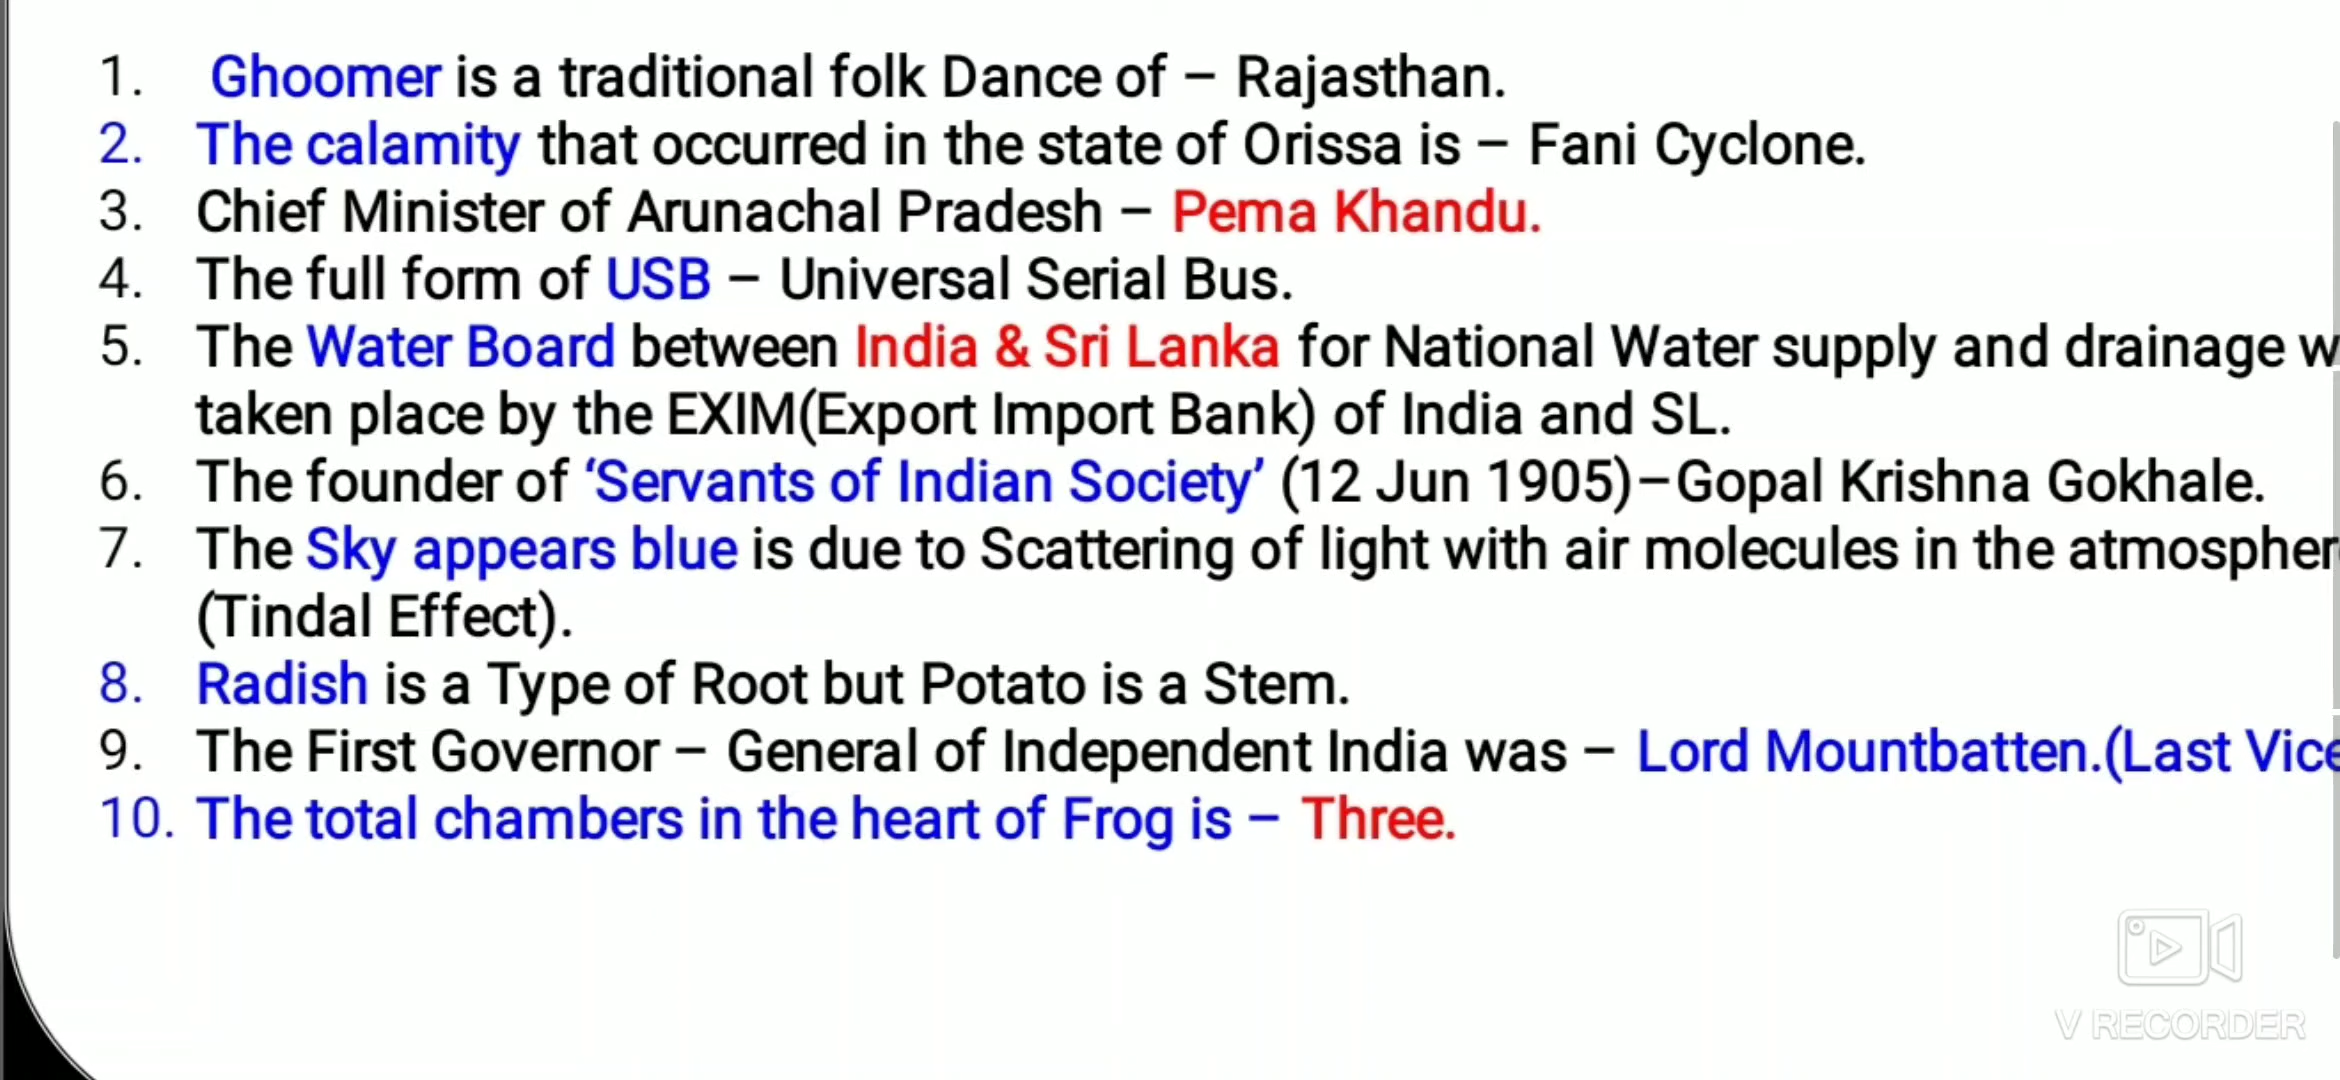 1. Ghoomer is a traditional folk Dance of – Rajasthan.
2. The calamity that occurred in the state of Orissa is – Fani Cyclone.
3. Chief Minister of Arunachal Pradesh – Pema Khandu.
4. The full form of USB – Universal Serial Bus.
5. The Water Board between India & Sri Lanka for National Water supply and drainage
taken place by the EXIM(Export Import Bank) of India and SL.
6. The founder of ‘Servants of Indian Society’ (12 Jun 1905)–Gopal Krishna Gokhale.
7. The Sky appears blue is due to Scattering of light with air molecules in the
(Tindal Effect).
8. Radish is a Type of Root but Potato is a Stem.
9. The First Governor – General of Independent India was – Lord Mountbatten.(Last
10. The total chambers in the heart of Frog is – Three.
V RECORDER